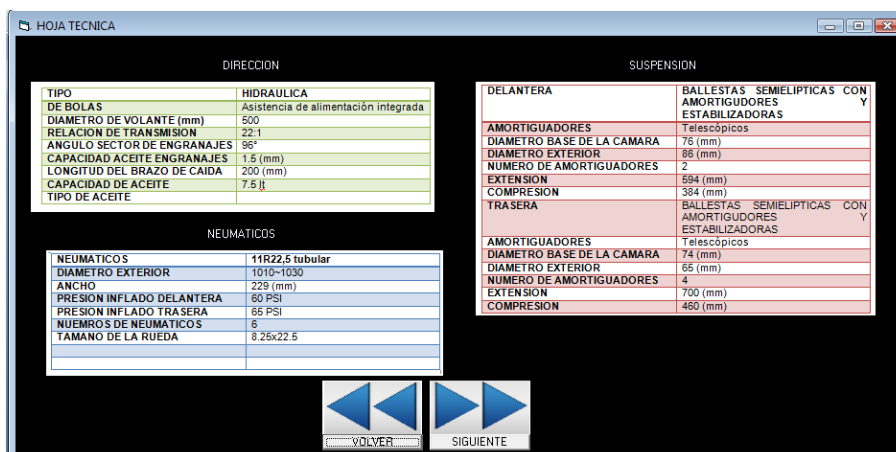 HOJA TECNICA
DIRECCION
TIPO HIDRAULICA
DE BOLAS Asistencia de alimentación integrada
DIAMETRO DE VOLANTE (mm) 500
RELACION DE TRANSMISION 22:1
ANGULO SECTOR DE ENGRANAJES 96°
CAPACIDAD ACEITE ENGRANAJES 1.5 (mm)
LONGITUD DEL BRAZO DE CAIDA 200 (mm)
CAPACIDAD DE ACEITE 7.5 lt
TIPO DE ACEITE
NEUMATICOS
NEUMATICOS 11R22,5 tubular
DIAMETRO EXTERIOR 1010~1030
ANCHO 229 (mm)
PRESION INFLADO DELANTERA 60 PSI
PRESION INFLADO TRASERA 65 PSI
NUEMROS DE NEUMATICOS 6
TAMANO DE LA RUEDA 8.25x22.5
SUSPENSION
DELANTERA BALLESTAS SEMIELIPTICAS CON
AMORTIGUDORES Y
ESTABILIZADORAS
AMORTIGUADORES Telescópicos
DIAMETRO BASE DE LA CAMARA 76 (mm)
DIAMETRO EXTERIOR 86 (mm)
NUMERO DE AMORTIGUADORES 2
EXTENSION 594 (mm)
COMPRESION 384 (mm)
TRASERA BALLESTAS SEMIELIPTICAS CON
AMORTIGUDORES Y
ESTABILIZADORAS
AMORTIGUADORES Telescópicos
DIAMETRO BASE DE LA CAMARA 74 (mm)
DIAMETRO EXTERIOR 65 (mm)
NUMERO DE AMORTIGUADORES 4
EXTENSION 700 (mm)
COMPRESION 460 (mm)
VOLVER
SIGUIENTE